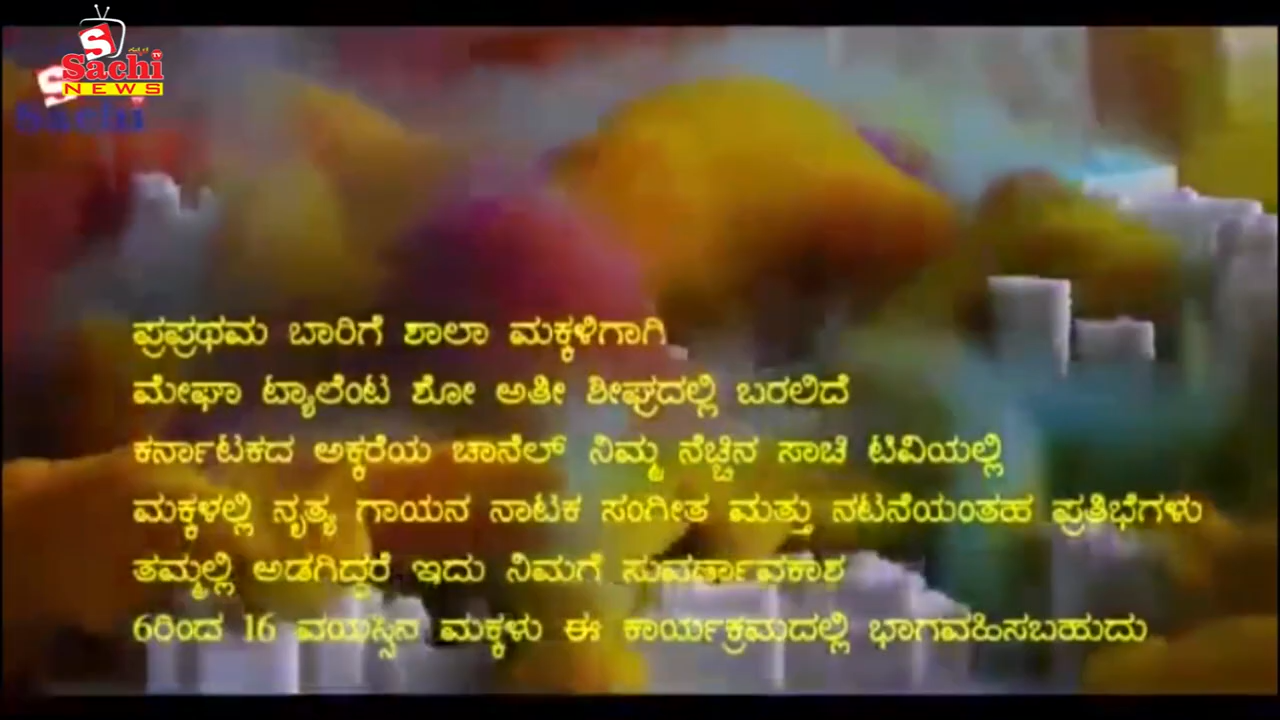 Sachi TV
NEWS
Sachi
ಪ್ರಪ್ರಥಮ ಬಾರಿಗೆ ಶಾಲಾ ಮಕ್ಕಳಿಗಾಗಿ
ಮೇಘಾ ಟ್ಯಾಲೆಂಟ ಶೋ ಅತೀ ಶೀಘ್ರದಲ್ಲಿ ಬರಲಿದೆ
ಕರ್ನಾಟಕದ ಅಕ್ಕರೆಯ ಚಾನೆಲ್ ನಿಮ್ಮ ನೆಚ್ಚಿನ ಸಾಚಿ ಟಿವಿಯಲ್ಲಿ
ಮಕ್ಕಳಲ್ಲಿ ನೃತ್ಯ ಗಾಯನ ನಾಟಕ ಸಂಗೀತ ಮತ್ತು ನಟನೆಯಂತಹ ಪ್ರತಿಭೆಗಳು
ತಮ್ಮಲ್ಲಿ ಅಡಗಿದ್ದರೆ ಇದು ನಿಮಗೆ ಸುವರ್ಣಾವಕಾಶ
6ರಿಂದ 16 ವಯಸ್ಸಿನ ಮಕ್ಕಳು ಈ ಕಾರ್ಯಕ್ರಮದಲ್ಲಿ ಭಾಗವಹಿಸಬಹುದು